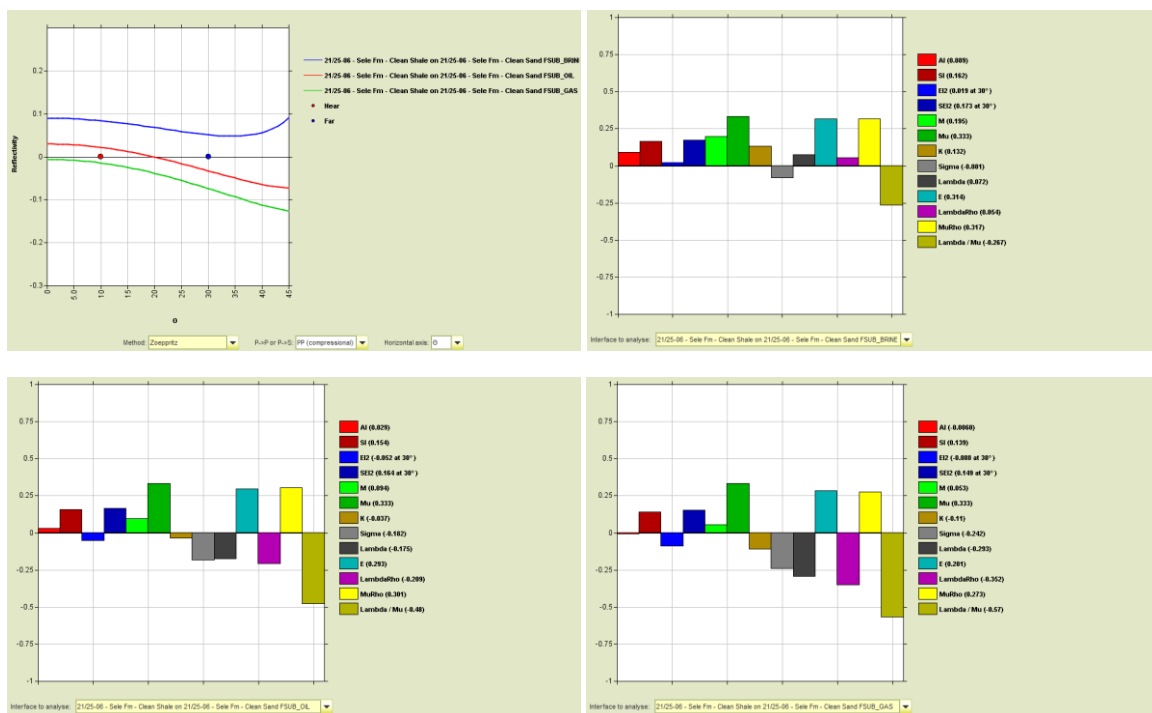 0.2
0.1
0
-0.1
-0.2
-0.3
Reflectivity
0
5.0
10
15
20
25
30
35
40
45
Θ
21/25-06 - Sele Fm - Clean Shale on 21/25-06 - Sele Fm - Clean Sand FSUB_BRINE
21/25-06 - Sele Fm - Clean Shale on 21/25-06 - Sele Fm - Clean Sand FSUB_OIL
21/25-06 - Sele Fm - Clean Shale on 21/25-06 - Sele Fm - Clean Sand FSUB_GAS
Near
Far
Method: Zoeppritz P->P or P->S: PP (compressional) Horizontal axis: Θ
1
0.75
0.5
0.25
0
-0.25
-0.5
-0.75
-1
AI (0.089)
SI (0.162)
EI2 (0.019 at 30°)
SEI2 (0.173 at 30°)
M (0.195)
Mu (0.333)
K (0.132)
Sigma (-0.081)
Lambda (0.072)
E (0.314)
LambdaRho (0.054)
MuRho (0.317)
Lambda / Mu (-0.267)
Interface to analyse: 21/25-06 - Sele Fm - Clean Shale on 21/25-06 - Sele Fm - Clean Sand FSUB_BRINE
1
0.75
0.5
0.25
0
-0.25
-0.5
-0.75
-1
AI (0.029)
SI (0.154)
EI2 (-0.052 at 30°)
SEI2 (0.164 at 30°)
M (0.094)
Mu (0.333)
K (-0.037)
Sigma (-0.182)
Lambda (-0.175)
E (0.293)
LambdaRho (-0.209)
MuRho (0.301)
Lambda / Mu (-0.48)
Interface to analyse: 21/25-06 - Sele Fm - Clean Shale on 21/25-06 - Sele Fm - Clean Sand FSUB_OIL
1
0.75
0.5
0.25
0
-0.25
-0.5
-0.75
-1
AI (-0.0068)
SI (0.139)
EI2 (-0.088 at 30°)
SEI2 (0.149 at 30°)
M (0.053)
Mu (0.333)
K (-0.11)
Sigma (-0.242)
Lambda (-0.293)
E (0.281)
LambdaRho (-0.352)
MuRho (0.273)
Lambda / Mu (-0.57)
Interface to analyse: 21/25-06 - Sele Fm - Clean Shale on 21/25-06 - Sele Fm - Clean Sand FSUB_GAS